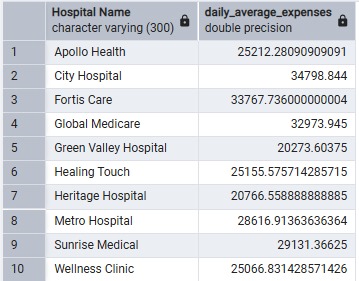 Hospital Name daily_average_expenses
character varying (300) double precision
1 Apollo Health 25212.28090909091
2 City Hospital 34798.844
3 Fortis Care 33767.736000000004
4 Global Medicare 32973.945
5 Green Valley Hospital 20273.60375
6 Healing Touch 25155.575714285715
7 Heritage Hospital 20766.558888888885
8 Metro Hospital 28616.91363636364
9 Sunrise Medical 29131.36625
10 Wellness Clinic 25066.831428571426